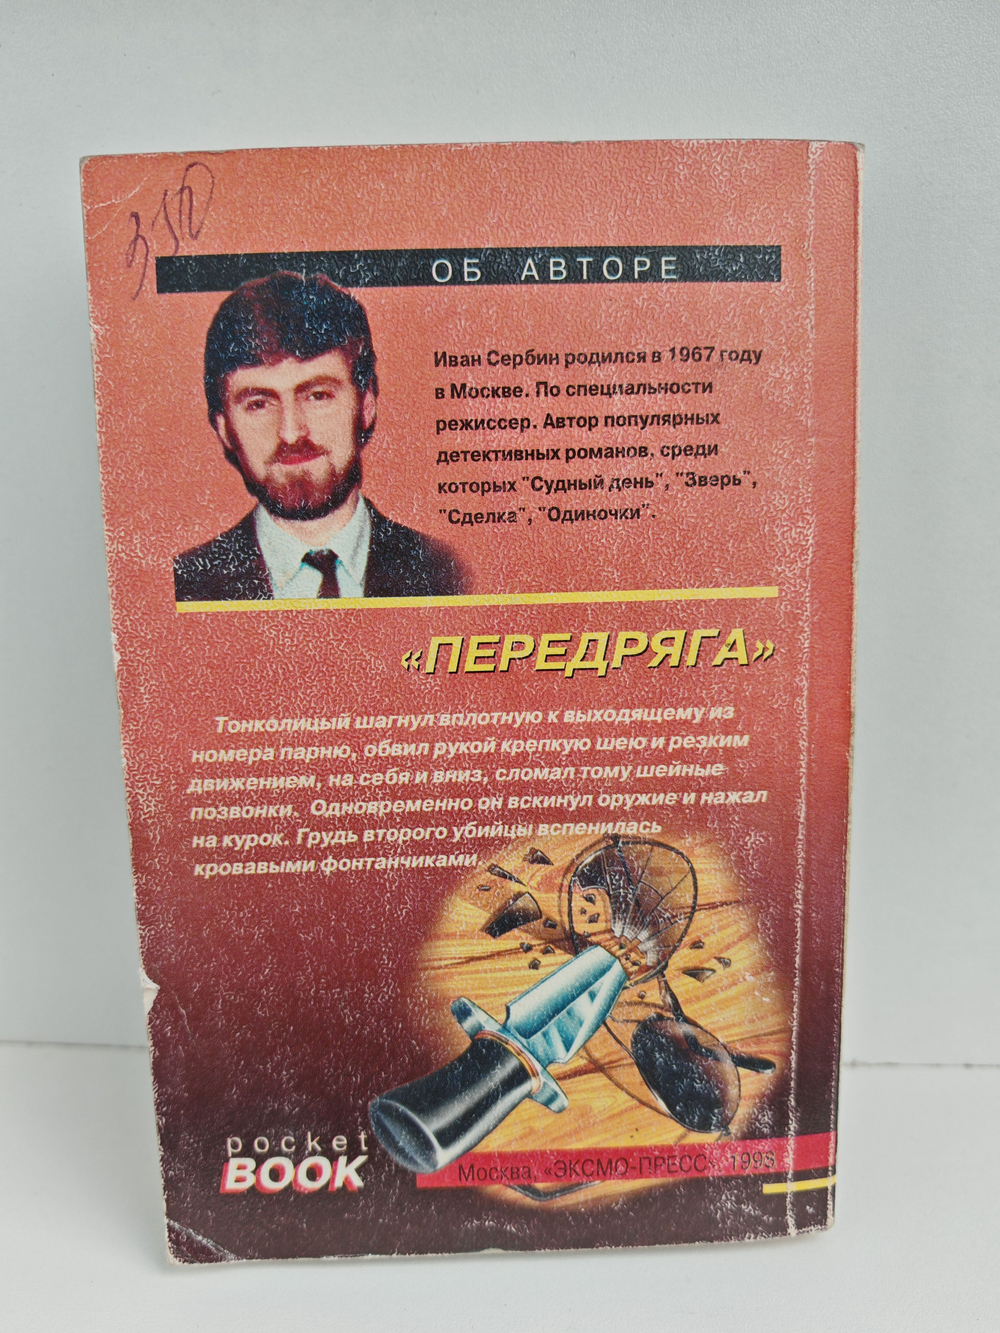 ОБ АВТОРЕ
Иван Сербин родился в 1967 году
в Москве. По специальности
режиссер. Автор популярных
детективных романов, среди
которых "Судный день", "Зверь",
"Сделка", "Одиночки".
«ПЕРЕДРЯГА»
Тонколицый шагнул вплотную к выходящему из
номера парню, обвил рукой крепкую шею и резким
движением, на себя и вниз, сломал тому шейные
позвонки. Одновременно он вскинул оружие и нажал
на курок. Грудь второго убийцы вспенилась
кровавыми фонтанчиками.
pocket
BOOK
Москва, «ЭКСМО-ПРЕСС», 1998